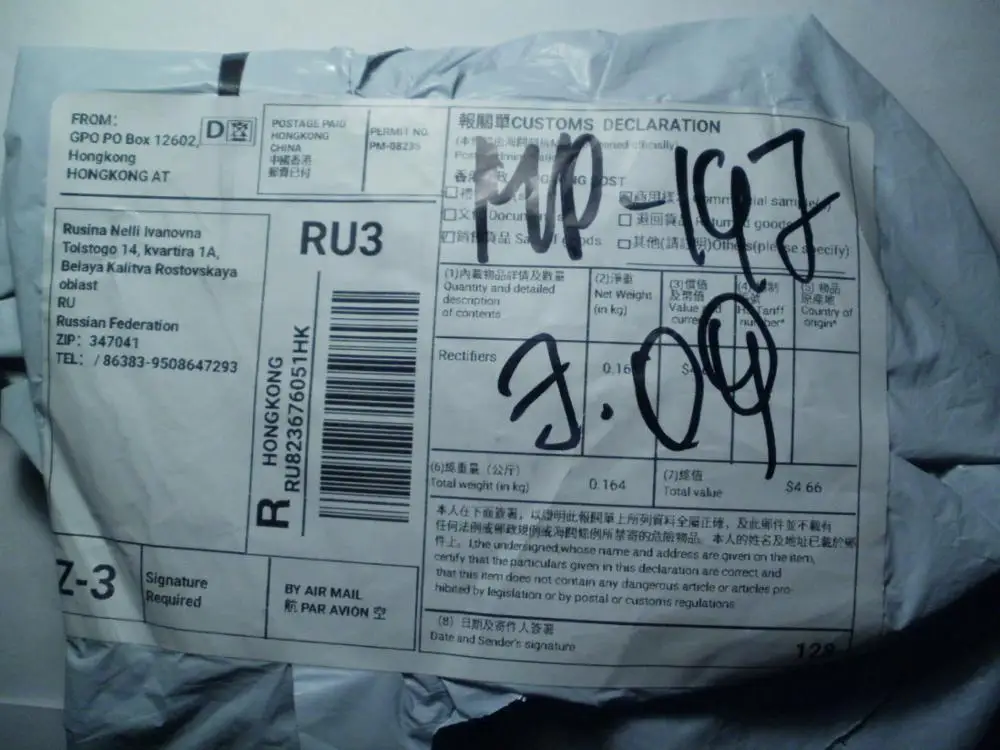 FROM:
GPO PO Box 12602,
Hongkong
HONGKONG AT
D
POSTAGE PAID
HONGKONG
CHINA
中國香港
郵費已付
PERMIT NO.
PM-08235
Rusina Nelli Ivanovna
Tolstogo 14, kvartira 1A,
Belaya Kalitva Rostovskaya
oblast
RU
Russian Federation
ZIP: 347041
TEL: / 86383-9508647293
RU3
HONGKONG
R RU823676051HK
Z-3
Signature
Required
BY AIR MAIL
航 PAR AVION 空
報關單CUSTOMS DECLARATION
MP-197
7.09
(1)內載物品詳情及數量
Quantity and detailed
description
of contents
(2)淨重
Net Weight
(in kg)
(3)價值
及幣值
Value
(5) 物品
原產地
Country of
origin*
Rectifiers
0.16
(6)總重量（公斤）
Total weight (in kg)
0.164
(7)總值
Total value
$4.66
本人在下面簽署，以證明此報關單上所列資料全屬正確，及此郵件並不載有
任何法例或郵政規例或海關條例所禁寄的危險物品。本人的姓名及地址已載於郵
件上。I,the undersigned,whose name and address are given on the item,
certify that the particulars given in this declaration are correct and
that this item does not contain any dangerous article or articles pro-
hibited by legislation or by postal or customs regulations.
(8) 日期及寄件人簽署
Date and Sender's signature